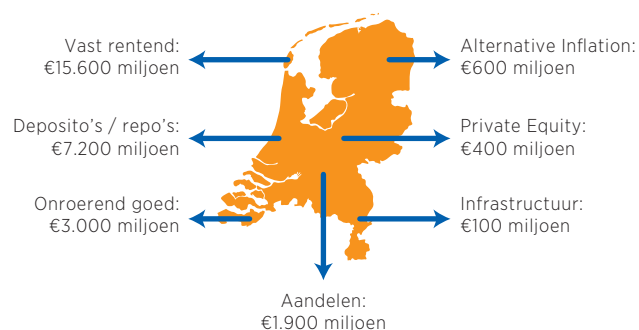 Vast rentend:
€15.600 miljoen
Alternative Inflation:
€600 miljoen
Deposito's / repo's:
€7.200 miljoen
Private Equity:
€400 miljoen
Onroerend goed:
€3.000 miljoen
Infrastructuur:
€100 miljoen
Aandelen:
€1.900 miljoen